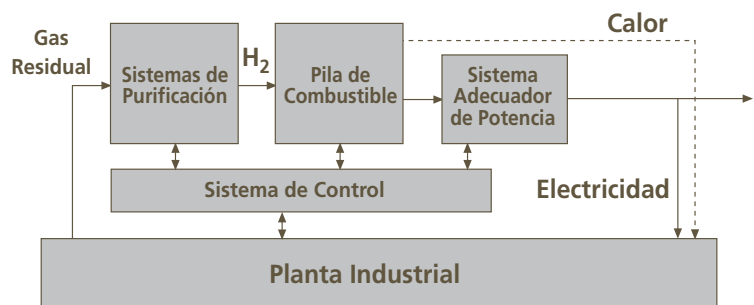 Gas
Residual
Sistemas de
Purificación
H₂
Pila de
Combustible
Calor
Sistema
Adecuador
de Potencia
Sistema de Control
Electricidad
Planta Industrial